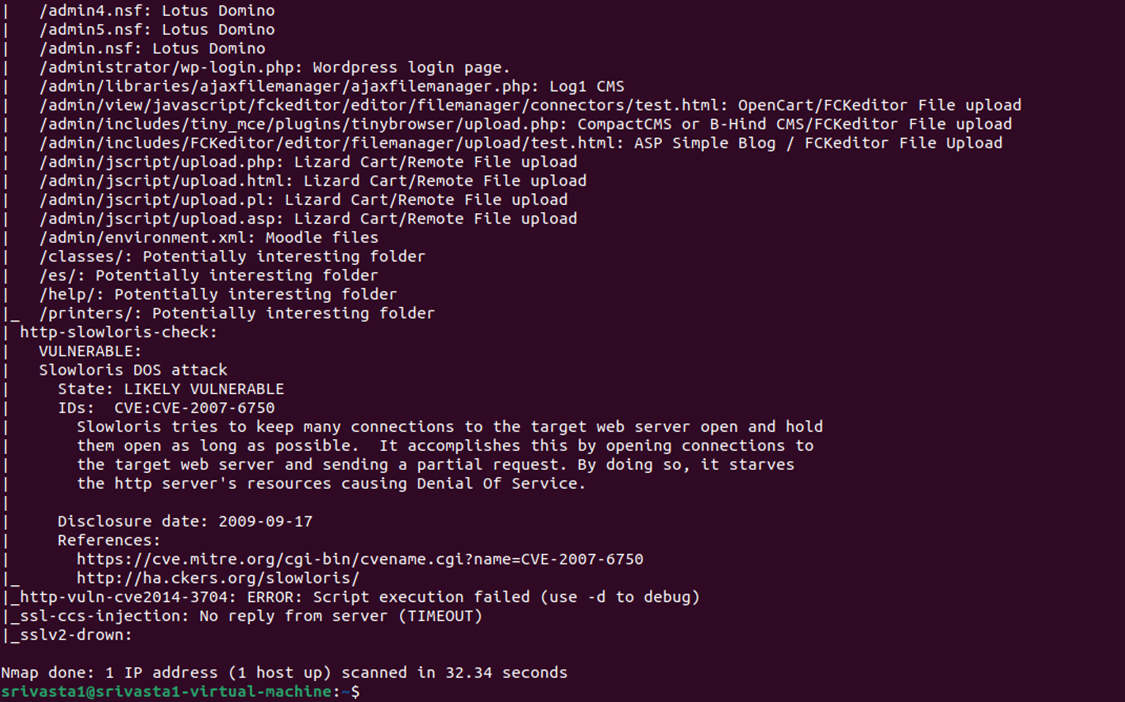 |   /admin4.nsf: Lotus Domino
|   /admin5.nsf: Lotus Domino
|   /admin.nsf: Lotus Domino
|   /administrator/wp-login.php: Wordpress login page.
|   /admin/libraries/ajaxfilemanager/ajaxfilemanager.php: Log1 CMS
|   /admin/view/javascript/fckeditor/editor/filemanager/connectors/test.html: OpenCart/FCKeditor File upload
|   /admin/includes/tiny_mce/plugins/tinybrowser/upload.php: CompactCMS or B-Hind CMS/FCKeditor File upload
|   /admin/includes/FCKeditor/editor/filemanager/upload/test.html: ASP Simple Blog / FCKeditor File Upload
|   /admin/jscript/upload.php: Lizard Cart/Remote File upload
|   /admin/jscript/upload.html: Lizard Cart/Remote File upload
|   /admin/jscript/upload.pl: Lizard Cart/Remote File upload
|   /admin/jscript/upload.asp: Lizard Cart/Remote File upload
|   /admin/environment.xml: Moodle files
|   /classes/: Potentially interesting folder
|   /es/: Potentially interesting folder
|   /help/: Potentially interesting folder
|_  /printers/: Potentially interesting folder
| http-slowloris-check:
|   VULNERABLE:
|   Slowloris DOS attack
|     State: LIKELY VULNERABLE
|     IDs:  CVE:CVE-2007-6750
|       Slowloris tries to keep many connections to the target web server open and hold
|       them open as long as possible.  It accomplishes this by opening connections to
|       the target web server and sending a partial request. By doing so, it starves
|       the http server's resources causing Denial Of Service.
|
|     Disclosure date: 2009-09-17
|     References:
|       https://cve.mitre.org/cgi-bin/cvename.cgi?name=CVE-2007-6750
|_      http://ha.ckers.org/slowloris/
|_http-vuln-cve2014-3704: ERROR: Script execution failed (use -d to debug)
|_ssl-ccs-injection: No reply from server (TIMEOUT)
|_sslv2-drown:

Nmap done: 1 IP address (1 host up) scanned in 32.34 seconds
srivasta1@srivasta1-virtual-machine:~$